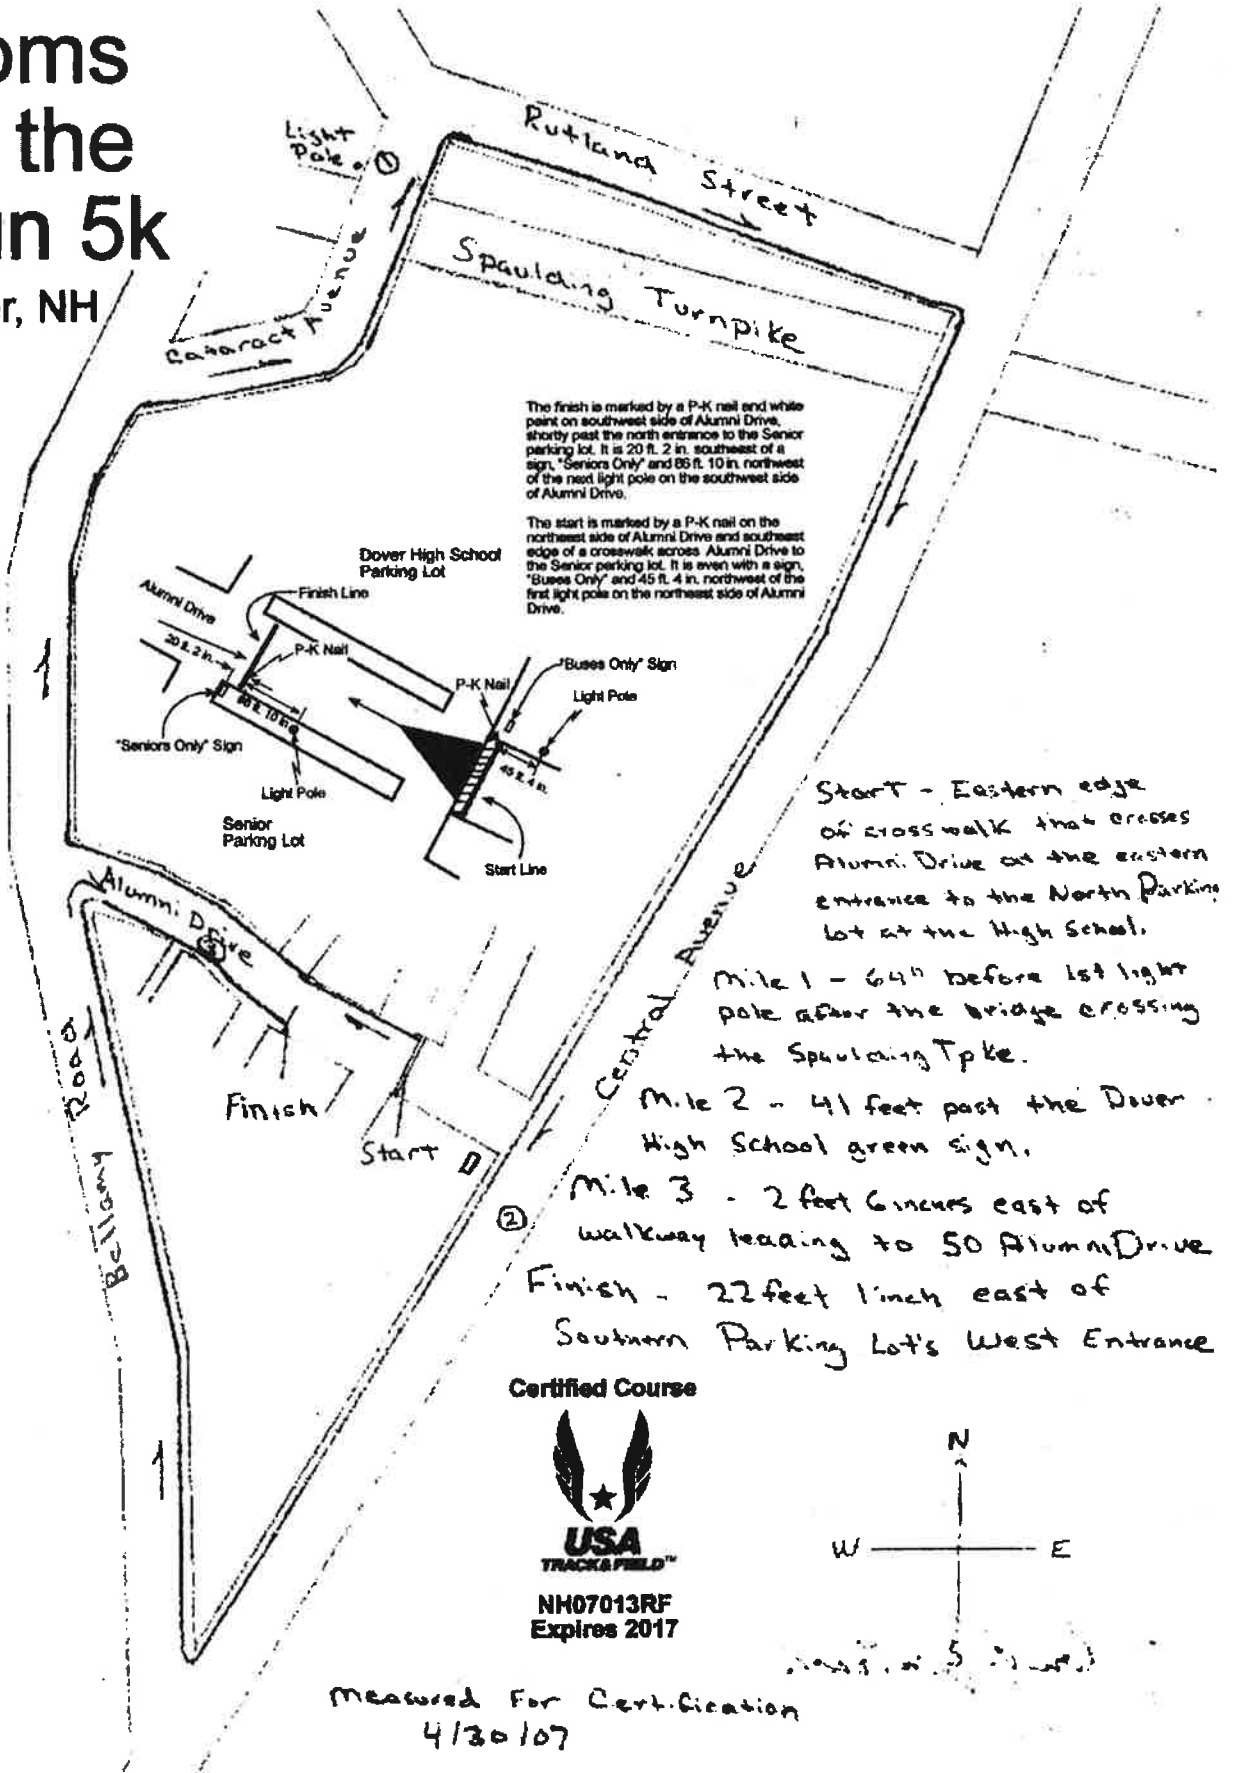 oms
the
un 5k
r, NH
Light
Pole
1
Rutland Street
Spaulding Turnpike
Cataract Avenue
The finish is marked by a P-K nail and white
paint on southwest side of Alumni Drive,
shortly past the north entrance to the Senior
parking lot. It is 20 ft. 2 in. southeast of a
sign, "Seniors Only" and 86 ft. 10 in. northwest
of the next light pole on the southwest side
of Alumni Drive.
The start is marked by a P-K nail on the
northeast side of Alumni Drive and southeast
edge of a crosswalk across Alumni Drive to
the Senior parking lot. It is even with a sign,
"Buses Only" and 45 ft. 4 in. northwest of the
first light pole on the northeast side of Alumni
Drive.
Dover High School
Parking Lot
Alumni Drive
Finish Line
20 ft. 2 in.
P-K Nail
86 ft. 10 in.
"Seniors Only" Sign
Light Pole
Senior
Parkng Lot
P-K Nail
"Buses Only" Sign
Light Pole
45 ft. 4 in.
Start Line
Alumni Drive
3
Finish
Start
Bellamy Road
Central Avenue
2
Start - Eastern edge
of crosswalk that crosses
Alumni Drive at the eastern
entrance to the North Parking
Lot at the High School.
Mile 1 - 64" before 1st light
pole after the bridge crossing
the Spaulding Tpke.
Mile 2 - 41 feet past the Dover
High School green sign.
Mile 3 - 2 feet 6 inches east of
walkway leading to 50 Alumni Drive
Finish - 22 feet 1 inch east of
Southern Parking Lot's West Entrance
Certified Course
USA
TRACK & FIELD™
NH07013RF
Expires 2017
N
W E
S
Measured For Certification
4/30/07